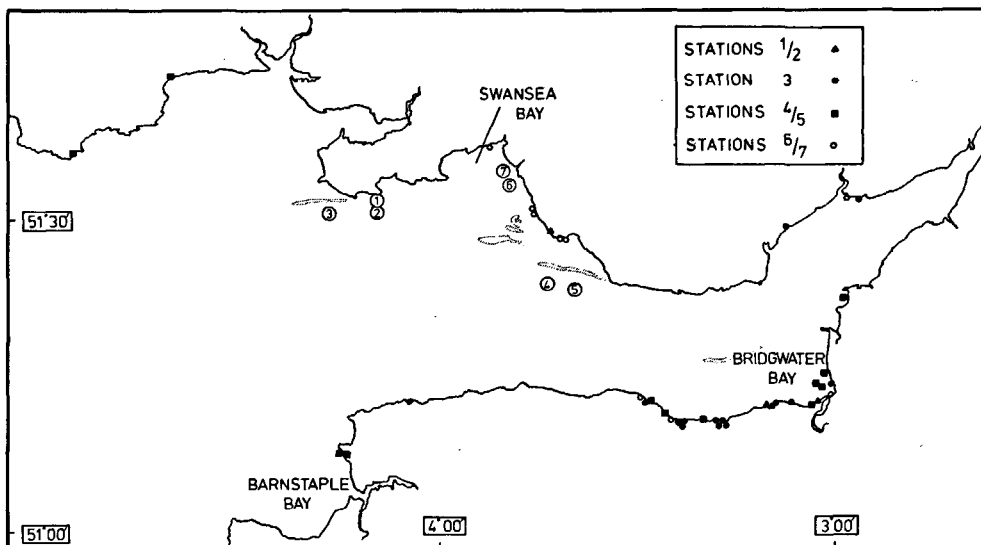 STATIONS 1/2
STATION 3
STATIONS 4/5
STATIONS 6/7
SWANSEA
BAY
7
6
1
2
3
51°30'
4
5
BRIDGWATER
BAY
BARNSTAPLE
BAY
51°00'
4°00'
3°00'